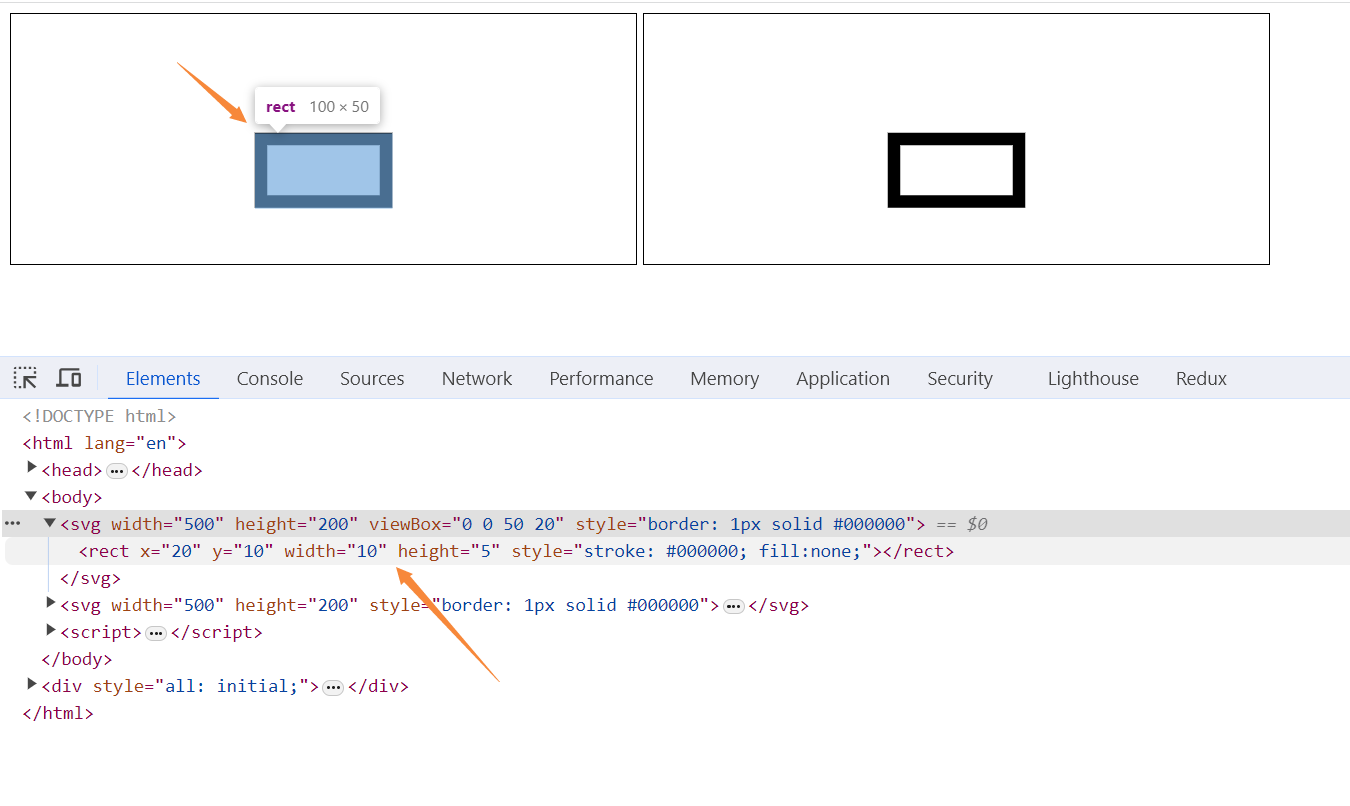 rect 100 × 50
Elements Console Sources Network Performance Memory Application Security Lighthouse Redux
<!DOCTYPE html>
<html lang="en">
<head>…</head>
<body>
… <svg width="500" height="200" viewBox="0 0 50 20" style="border: 1px solid #000000"> == $0
<rect x="20" y="10" width="10" height="5" style="stroke: #000000; fill:none;"></rect>
</svg>
<svg width="500" height="200" style="border: 1px solid #000000">…</svg>
<script>…</script>
</body>
<div style="all: initial;">…</div>
</html>